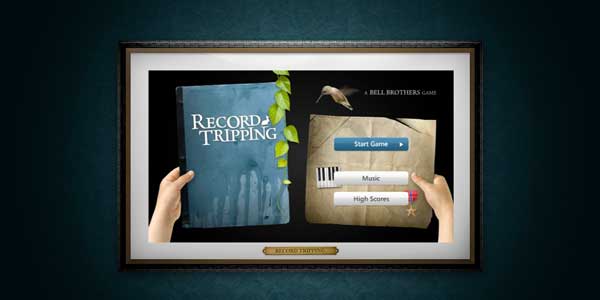 RECORD
TRIPPING
A BELL BROTHERS GAME
Start Game
Music
High Scores
RECORD TRIPPING